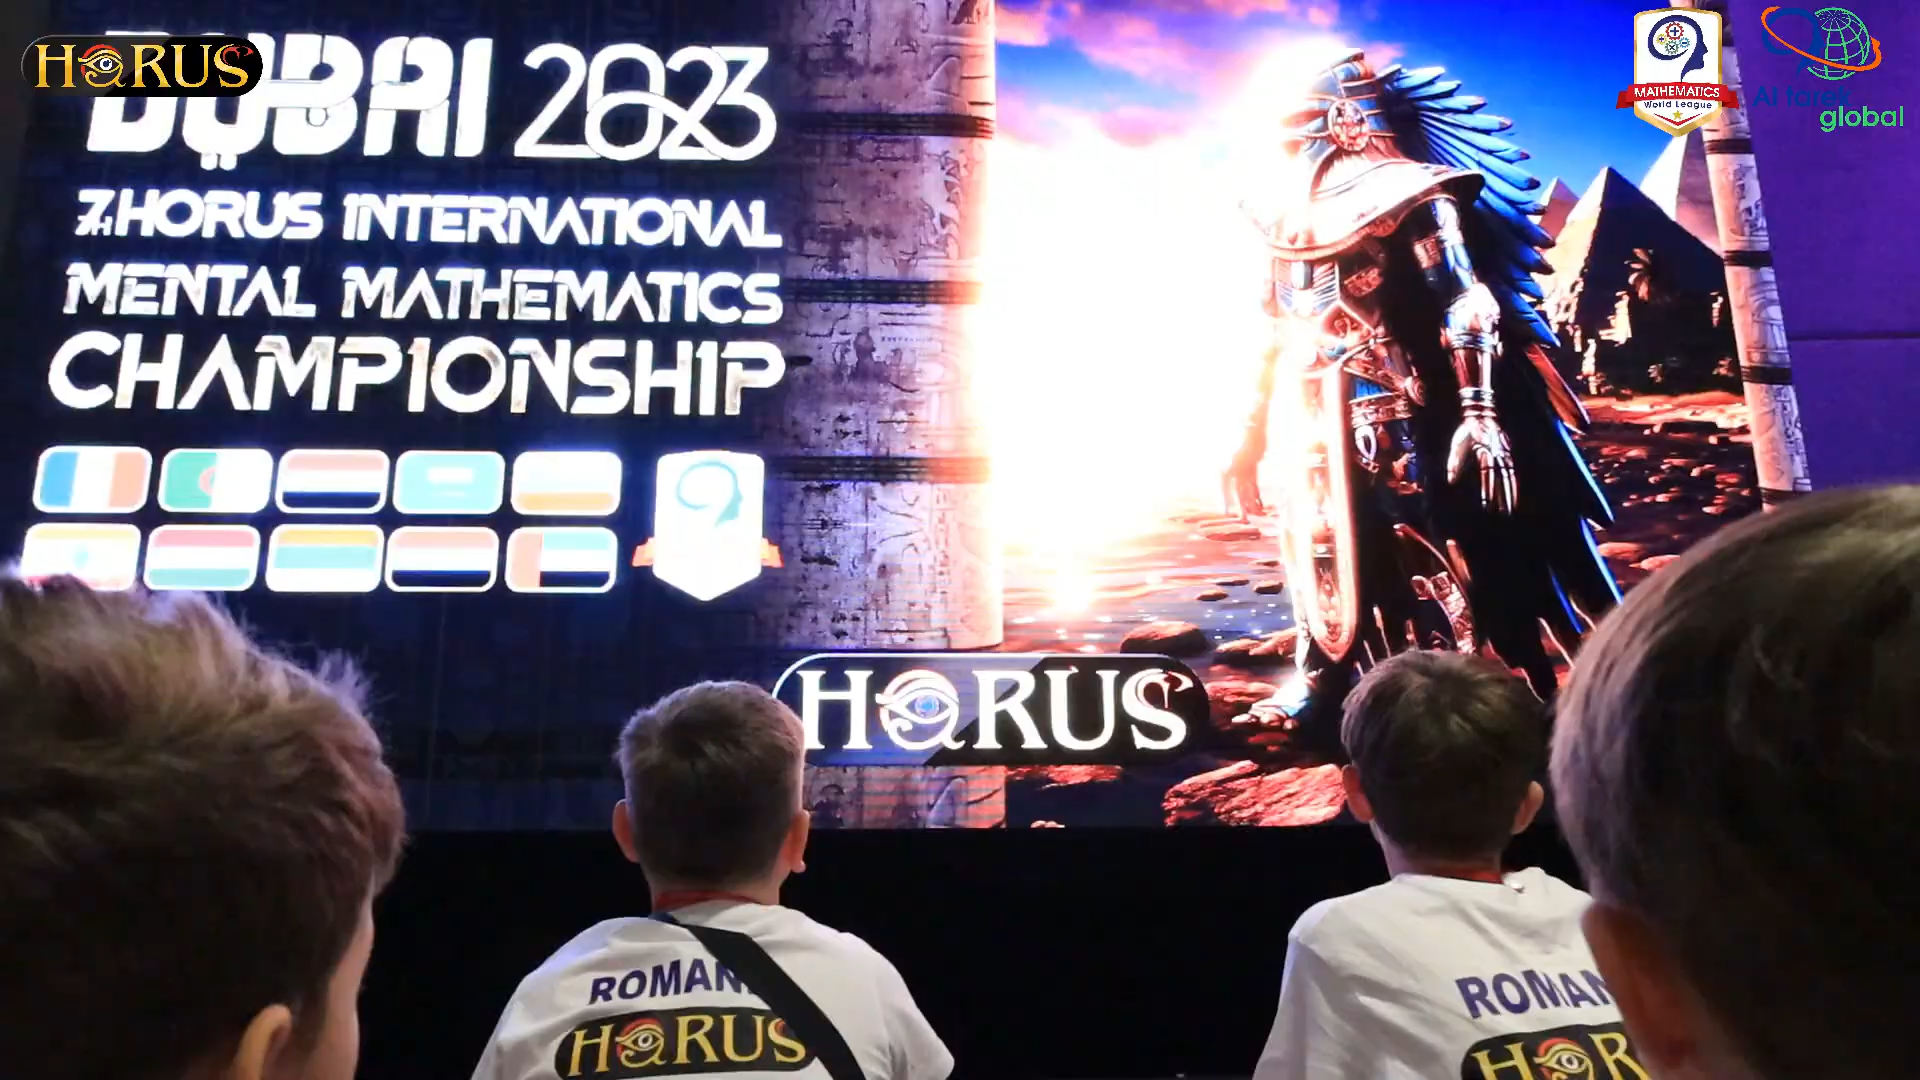 HORUS
DUBAI 2023
7th HORUS INTERNATIONAL
MENTAL MATHEMATICS
CHAMPIONSHIP
MATHEMATICS
World League
Al tarek
global
HORUS
ROMAN
HORUS
ROMAN
HOR